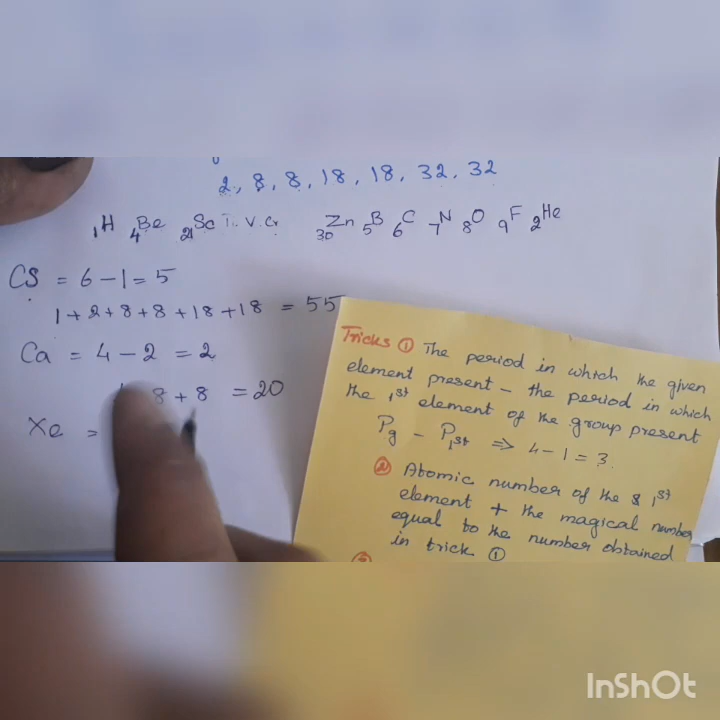 2, 8, 8, 18, 18, 32, 32
1H 4Be 21Sc Ti. V. Cr 30Zn 5B 6C 7N 8O 9F 2He
CS = 6 - 1 = 5
1 + 2 + 8 + 8 + 18 + 18 = 55
Ca = 4 - 2 = 2
8 + 8 = 20
Xe =
Tricks ① The period in which the given
element present - the period in which
the 1st element of the group present
Pg - P1st ⇒ 4 - 1 = 3.
② Atomic number of the 8 1st
element + the magical number
equal to the number obtained
in trick ①
InShOt